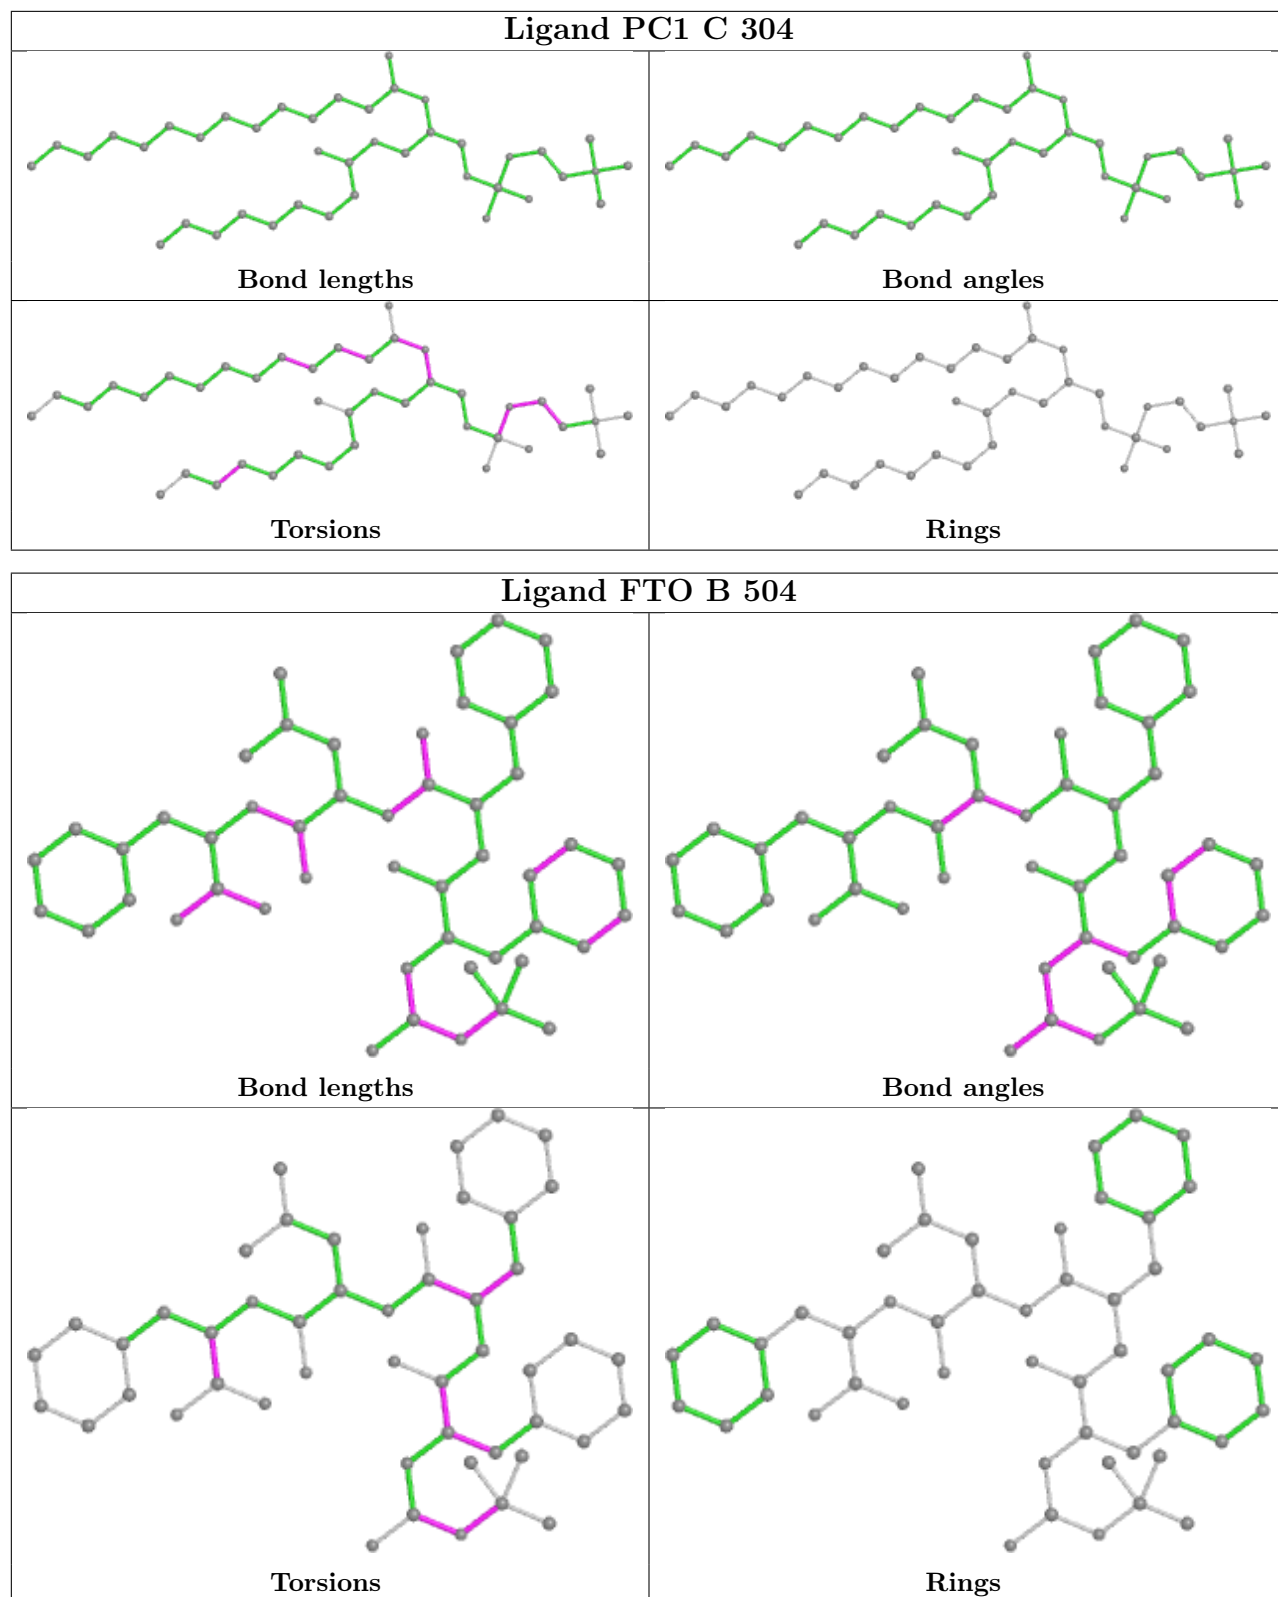 Ligand PC1 C 304
Bond lengths
Bond angles
Torsions
Rings
Ligand FTO B 504
Bond lengths
Bond angles
Torsions
Rings